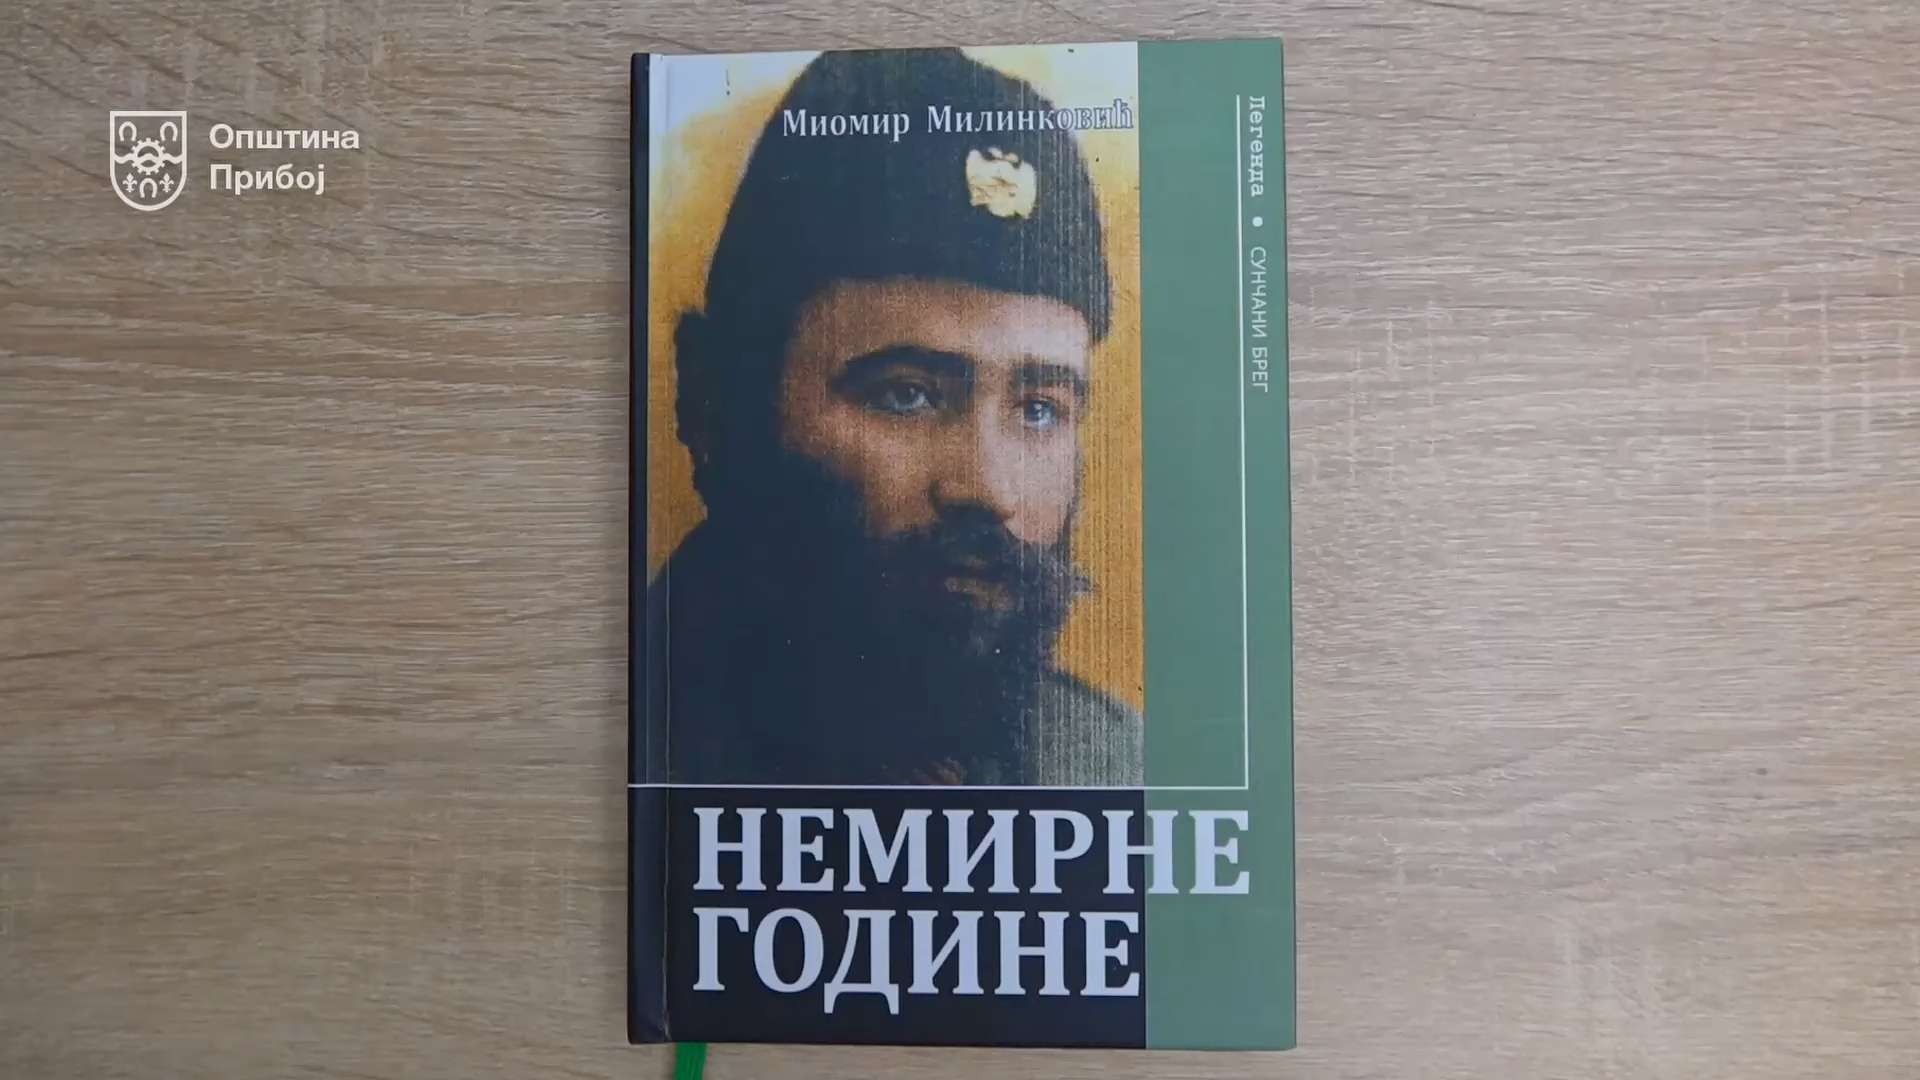 Општина
Прибој
Миомир Милинковић
Легенда • СУНЧАНИ БРЕГ
НЕМИРНЕ
ГОДИНЕ